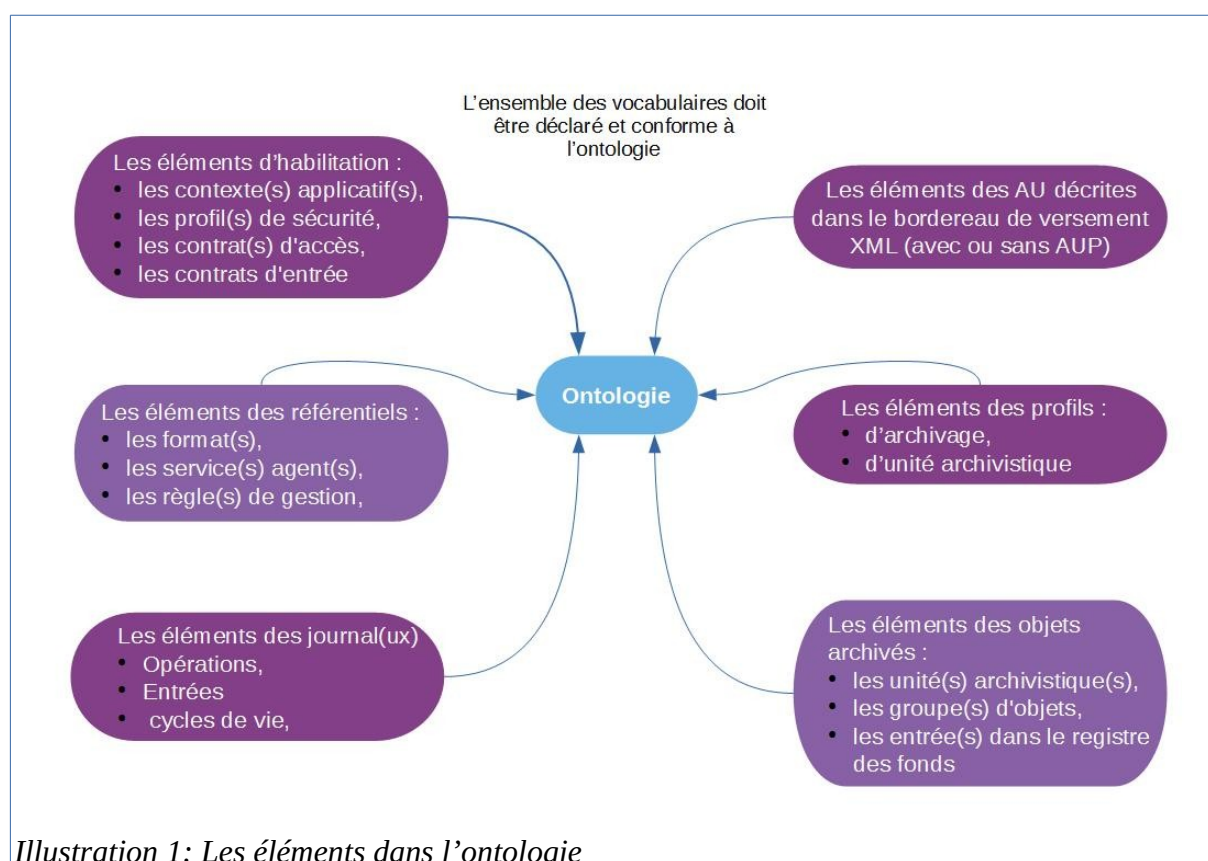 L'ensemble des vocabulaires doit
être déclaré et conforme à
l'ontologie
Les éléments d'habilitation :
• les contexte(s) applicatif(s),
• les profil(s) de sécurité,
• les contrat(s) d'accès,
• les contrats d'entrée
Les éléments des AU décrites
dans le bordereau de versement
XML (avec ou sans AUP)
Ontologie
Les éléments des référentiels :
• les format(s),
• les service(s) agent(s),
• les règle(s) de gestion,
Les éléments des profils :
• d'archivage,
• d'unité archivistique
Les éléments des journal(ux)
• Opérations,
• Entrées
• cycles de vie,
Les éléments des objets
archivés :
• les unité(s) archivistique(s),
• les groupe(s) d'objets,
• les entrée(s) dans le registre
des fonds
Illustration 1: Les éléments dans l'ontologie